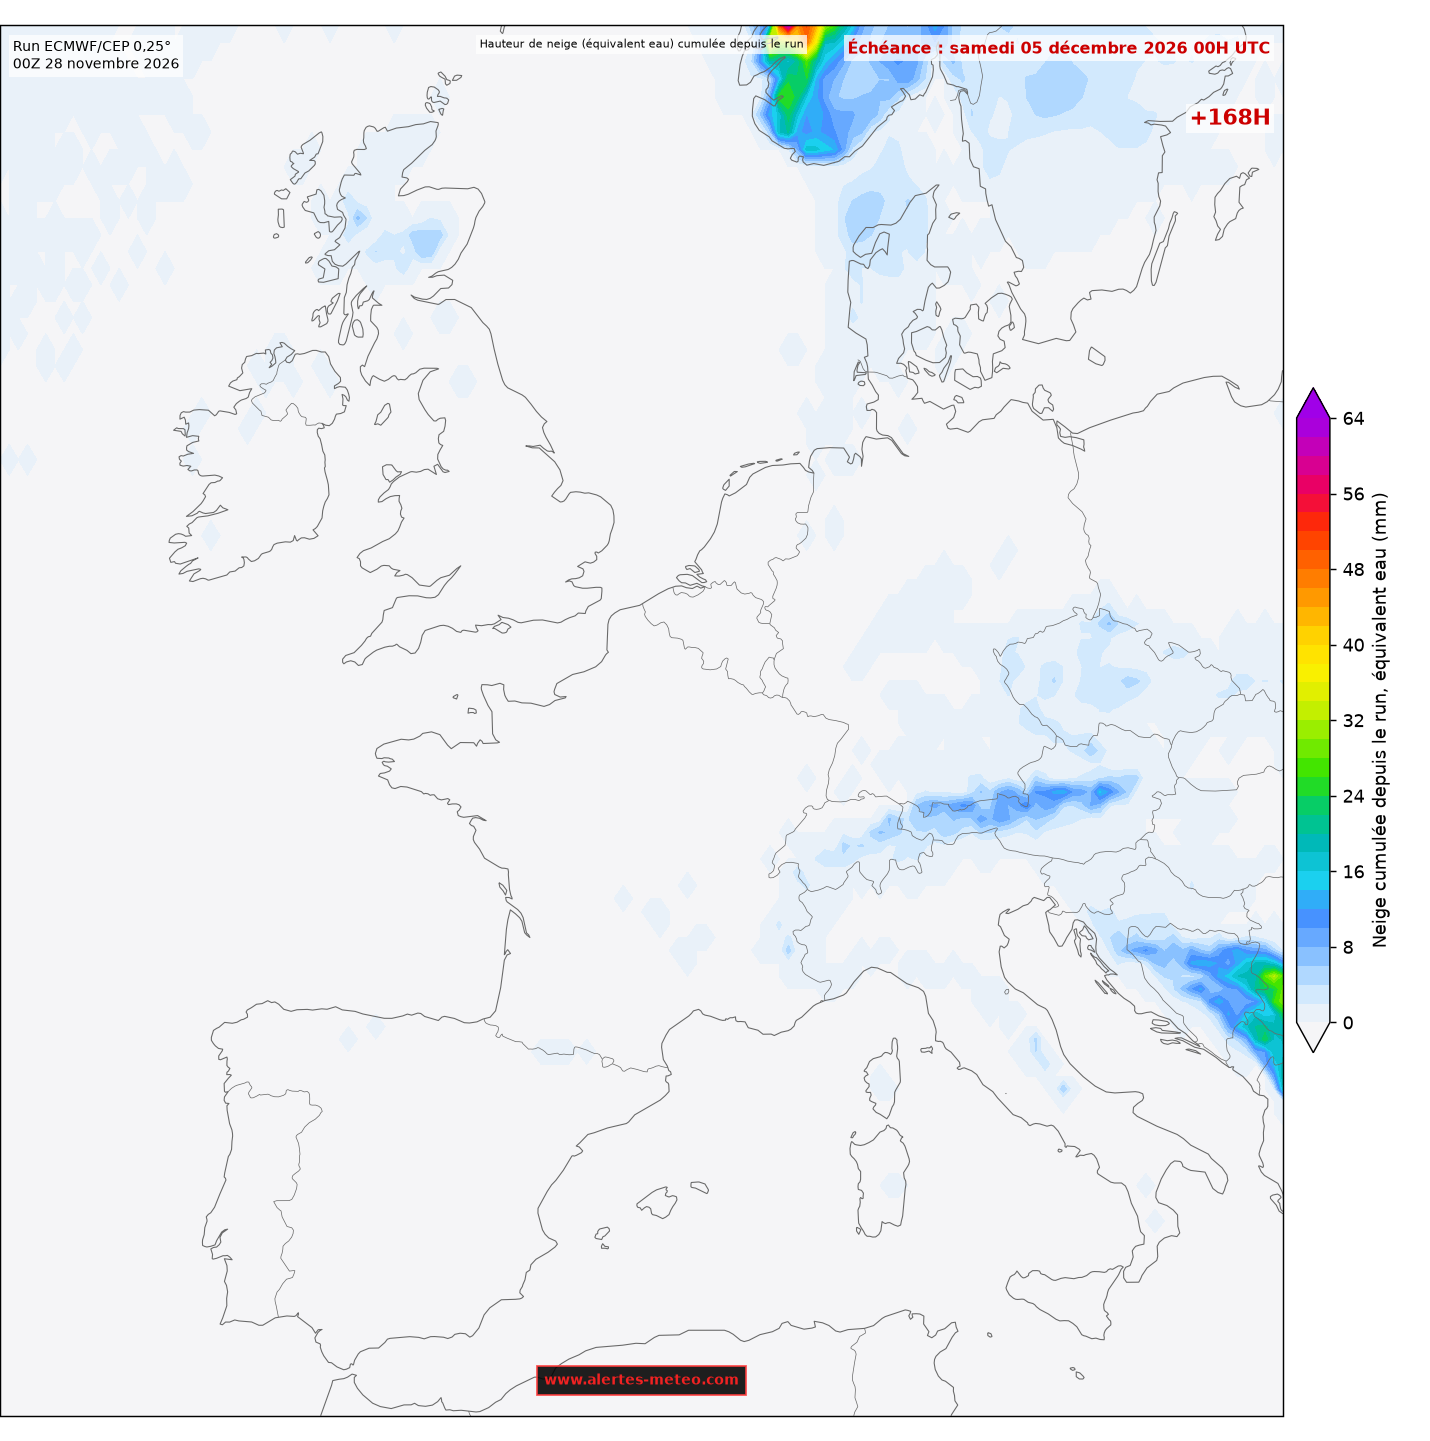 Run ECMWF/CEP 0,25°
00Z 28 novembre 2026
Hauteur de neige (équivalent eau) cumulée depuis le run
Échéance : samedi 05 décembre 2026 00H UTC
+168H
64
56
48
40
32
24
16
8
0
Neige cumulée depuis le run, équivalent eau (mm)
www.alertes-meteo.com